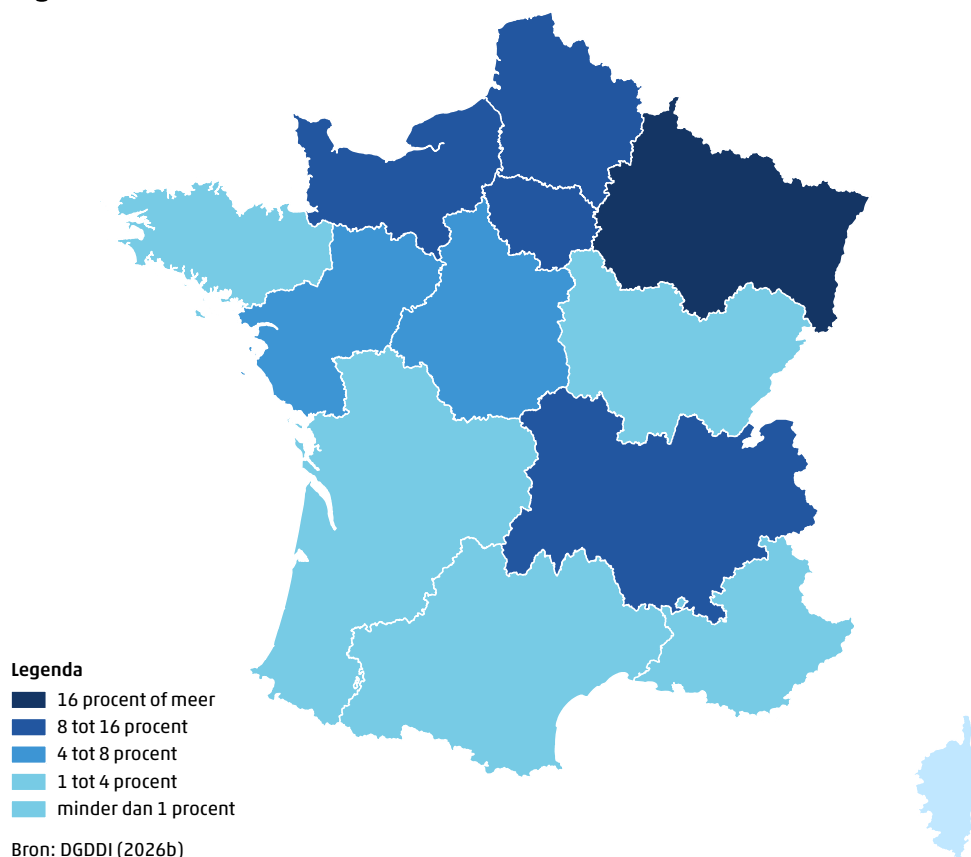 Legenda
16 procent of meer
8 tot 16 procent
4 tot 8 procent
1 tot 4 procent
minder dan 1 procent
Bron: DGDDI (2026b)